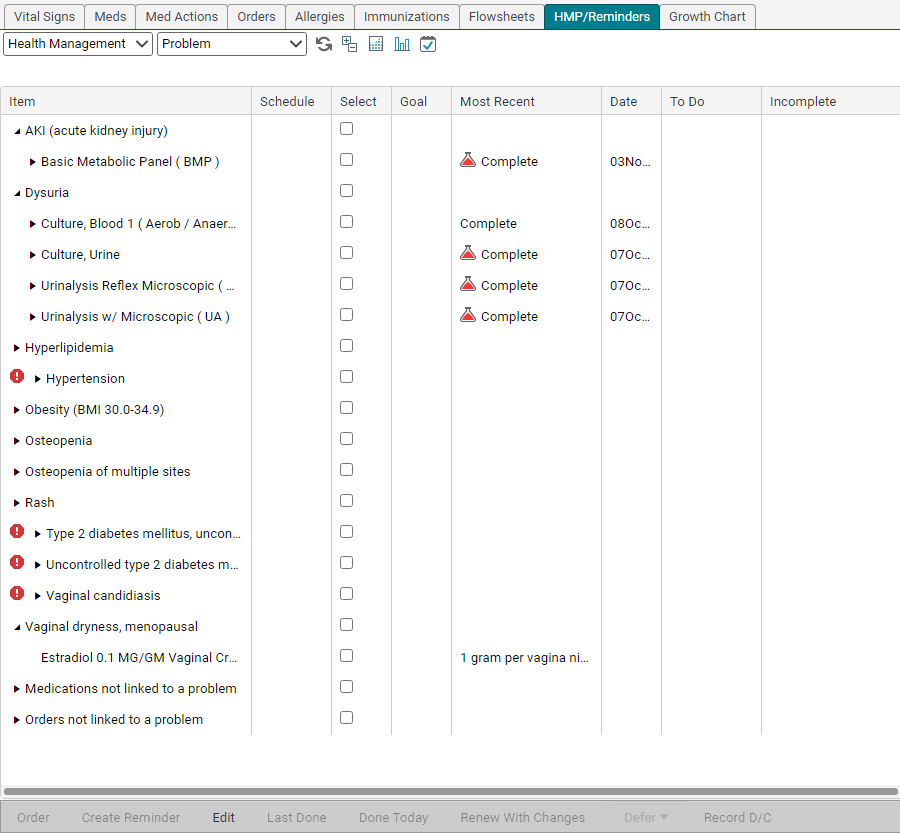 Vital Signs Meds Med Actions Orders Allergies Immunizations Flowsheets HMP/Reminders Growth Chart
Health Management Problem
Item Schedule Select Goal Most Recent Date To Do Incomplete
AKI (acute kidney injury)
Basic Metabolic Panel ( BMP ) Complete 03No...
Dysuria
Culture, Blood 1 ( Aerob / Anaer... Complete 08Oc...
Culture, Urine Complete 07Oc...
Urinalysis Reflex Microscopic ( ... Complete 07Oc...
Urinalysis w/ Microscopic ( UA ) Complete 07Oc...
Hyperlipidemia
Hypertension
Obesity (BMI 30.0-34.9)
Osteopenia
Osteopenia of multiple sites
Rash
Type 2 diabetes mellitus, uncon...
Uncontrolled type 2 diabetes m...
Vaginal candidiasis
Vaginal dryness, menopausal
Estradiol 0.1 MG/GM Vaginal Cr... 1 gram per vagina ni...
Medications not linked to a problem
Orders not linked to a problem
Order Create Reminder Edit Last Done Done Today Renew With Changes Defer Record D/C